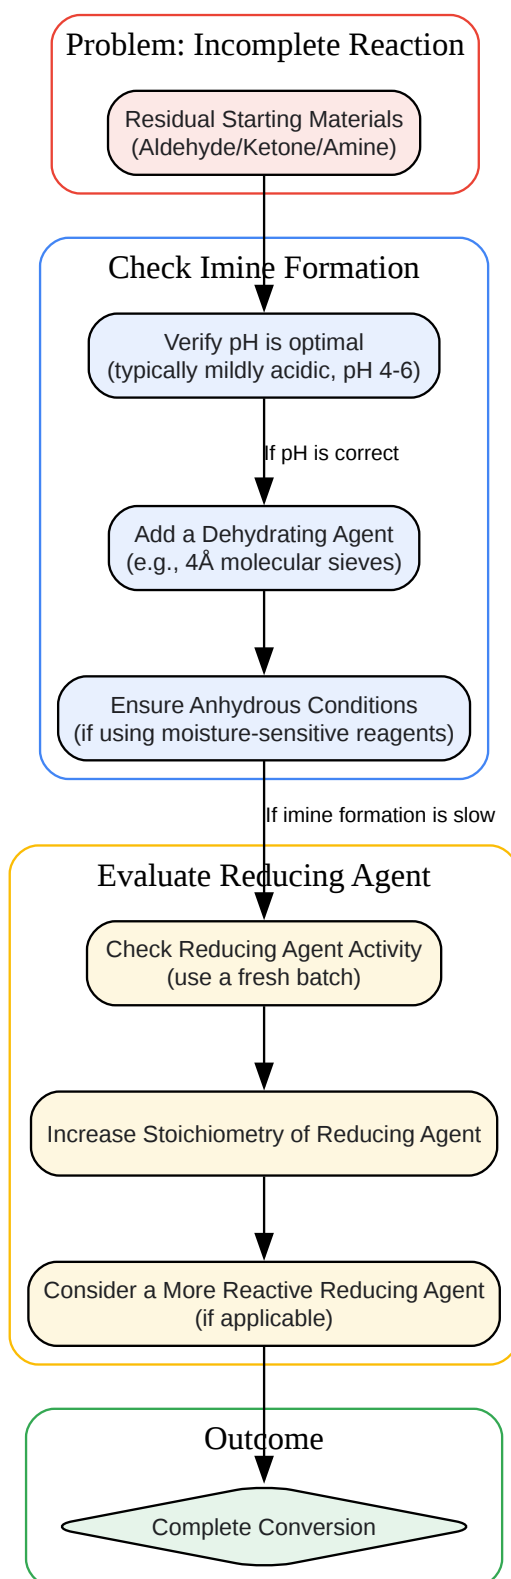 Problem: Incomplete Reaction
Residual Starting Materials
(Aldehyde/Ketone/Amine)
Check Imine Formation
Verify pH is optimal
(typically mildly acidic, pH 4-6)
If pH is correct
Add a Dehydrating Agent
(e.g., 4Å molecular sieves)
Ensure Anhydrous Conditions
(if using moisture-sensitive reagents)
If imine formation is slow
Evaluate Reducing Agent
Check Reducing Agent Activity
(use a fresh batch)
Increase Stoichiometry of Reducing Agent
Consider a More Reactive Reducing Agent
(if applicable)
Outcome
Complete Conversion